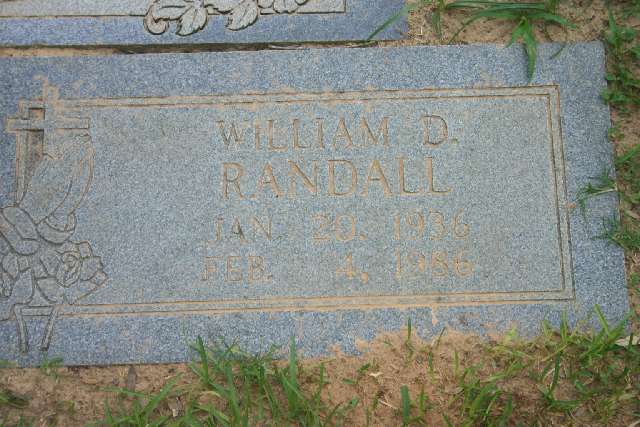 WILLIAM D.
RANDALL
JAN. 20, 1936
FEB. 4, 1986